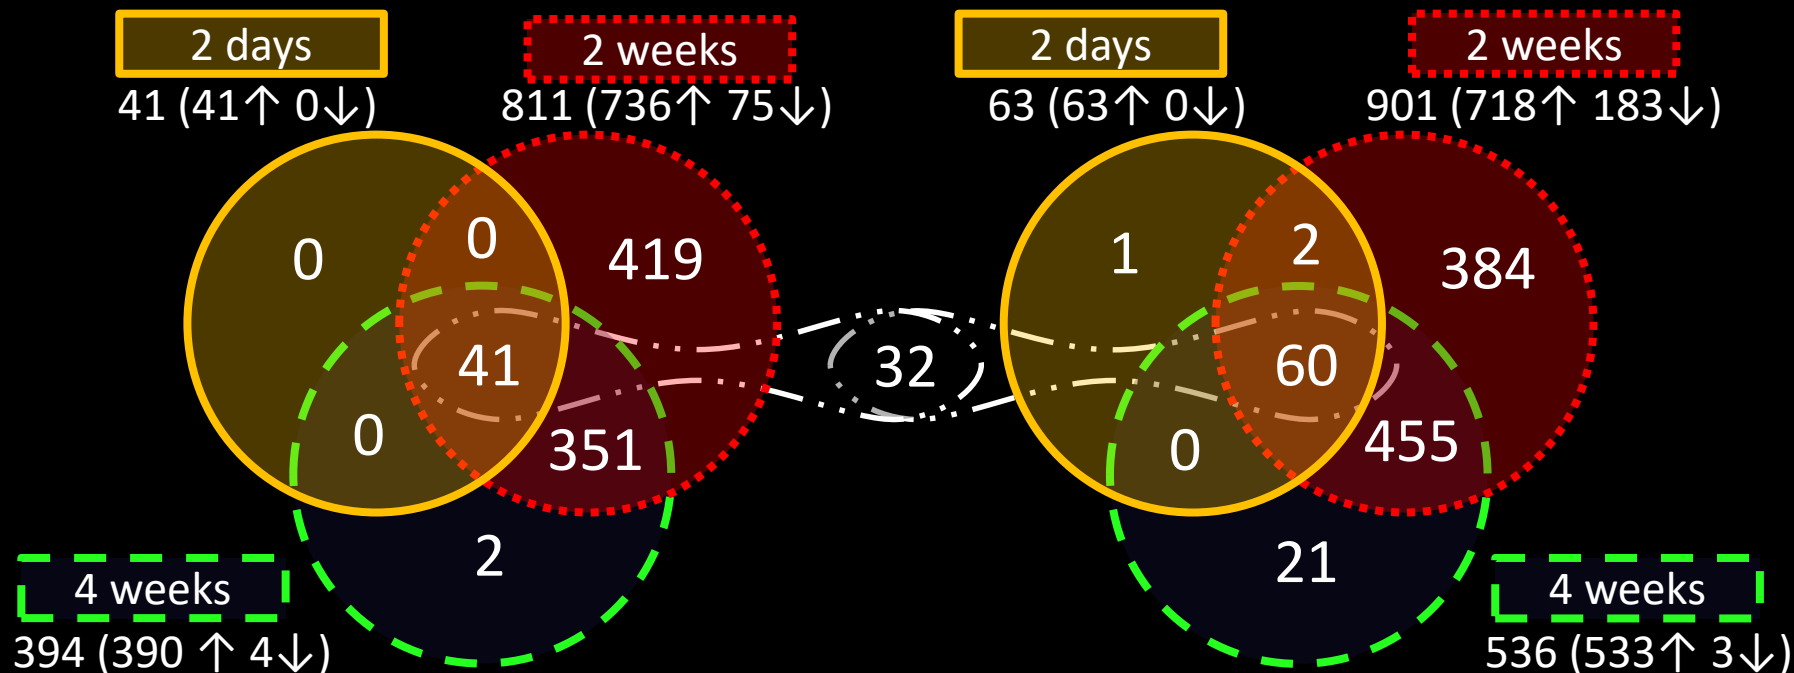 2 days
2 weeks
41 (41↑ 0↓)
811 (736↑ 75↓)
0
0
419
41
0
351
2
4 weeks
394 (390 ↑ 4↓)
32
2 days
2 weeks
63 (63↑ 0↓)
901 (718↑ 183↓)
1
2
384
60
0
455
21
4 weeks
536 (533↑ 3↓)